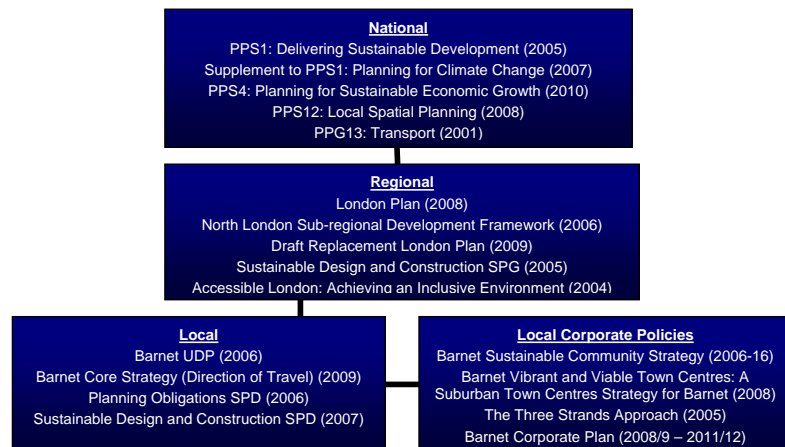 National
PPS1: Delivering Sustainable Development (2005)
Supplement to PPS1: Planning for Climate Change (2007)
PPS4: Planning for Sustainable Economic Growth (2010)
PPS12: Local Spatial Planning (2008)
PPG13: Transport (2001)
Regional
London Plan (2008)
North London Sub-regional Development Framework (2006)
Draft Replacement London Plan (2009)
Sustainable Design and Construction SPG (2005)
Accessible London: Achieving an Inclusive Environment (2004)
Local
Barnet UDP (2006)
Barnet Core Strategy (Direction of Travel) (2009)
Planning Obligations SPD (2006)
Sustainable Design and Construction SPD (2007)
Local Corporate Policies
Barnet Sustainable Community Strategy (2006-16)
Barnet Vibrant and Viable Town Centres: A
Suburban Town Centres Strategy for Barnet (2008)
The Three Strands Approach (2005)
Barnet Corporate Plan (2008/9 – 2011/12)